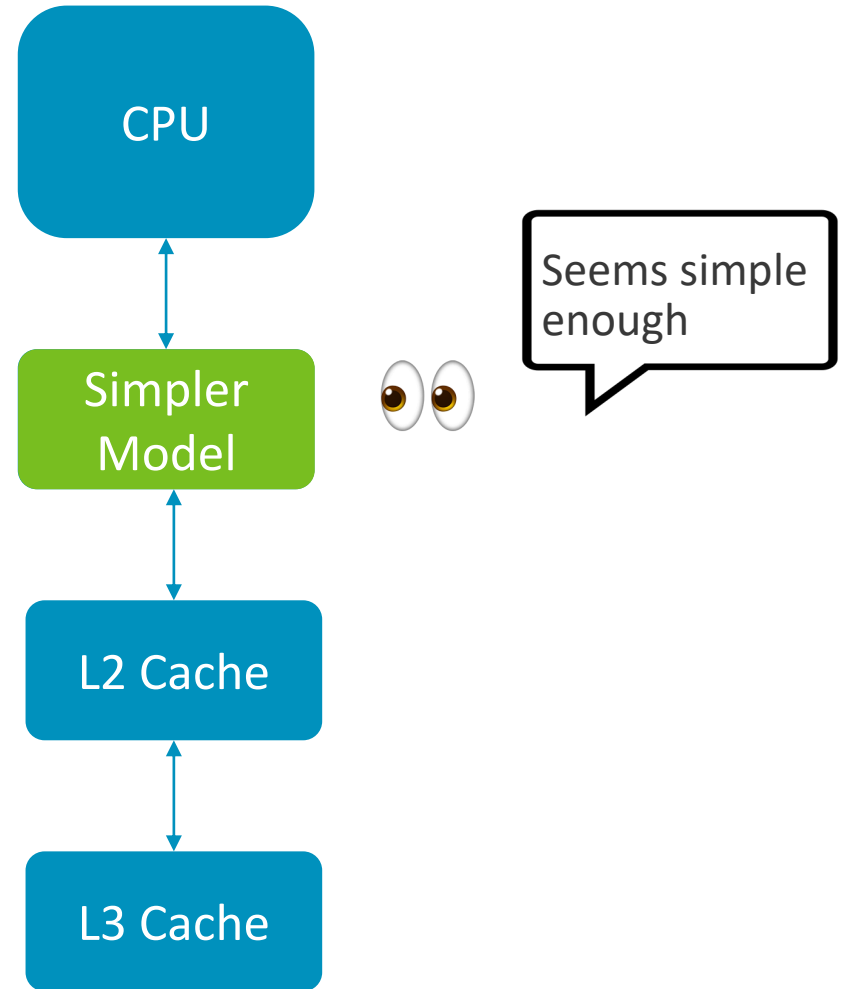 CPU
Seems simple
enough
Simpler
Model
L2 Cache
L3 Cache